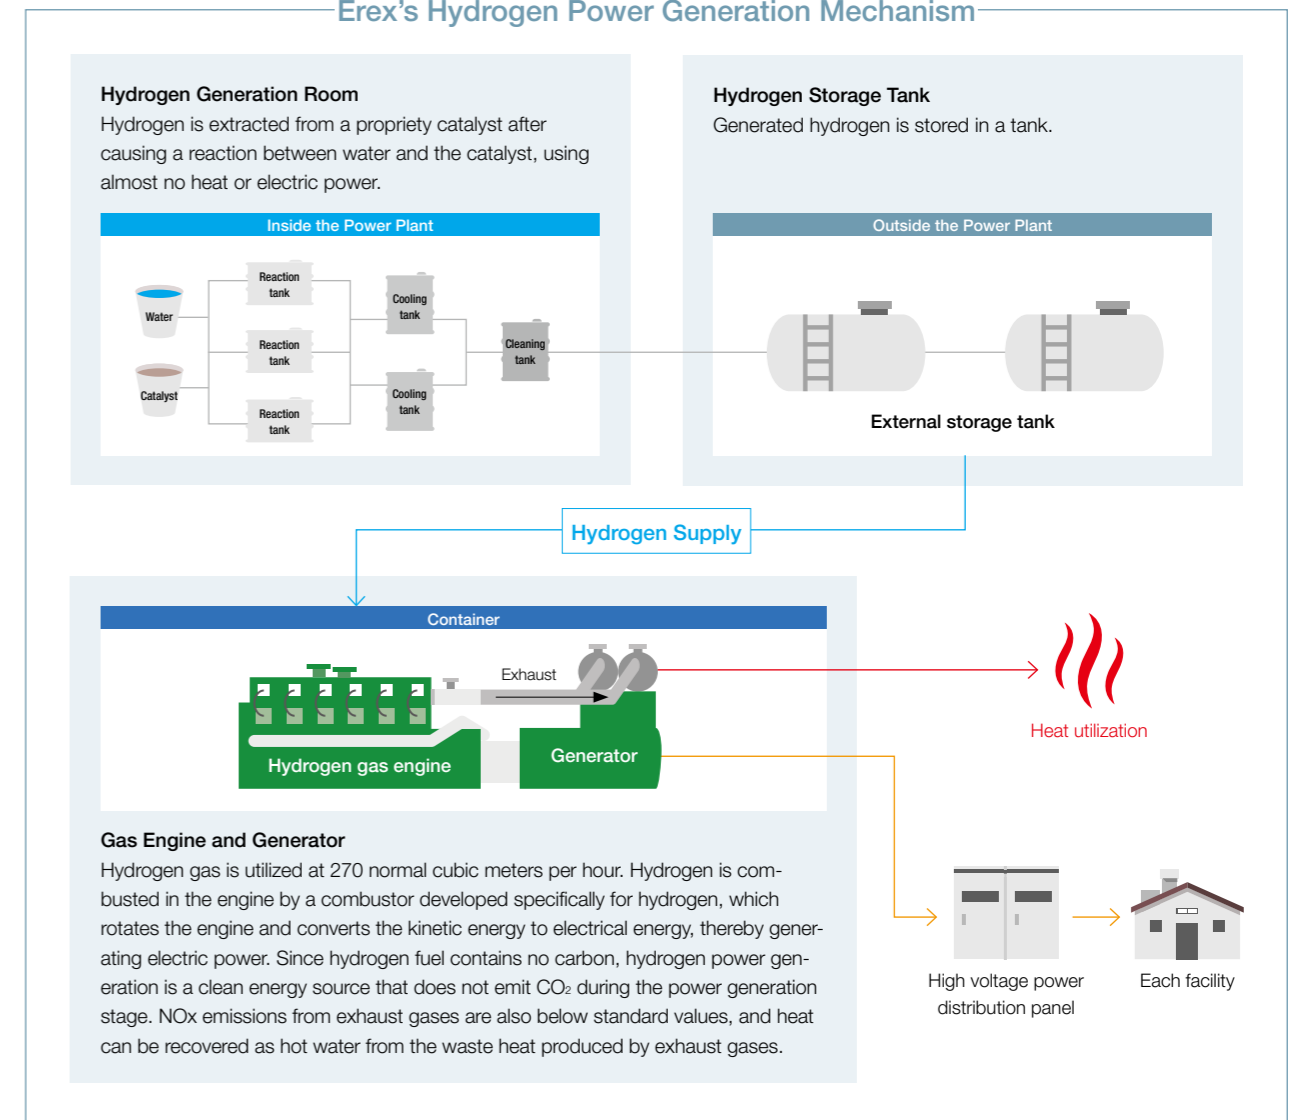 Erex’s Hydrogen Power Generation Mechanism
Hydrogen Generation Room
Hydrogen is extracted from a propriety catalyst after
causing a reaction between water and the catalyst, using
almost no heat or electric power.
Inside the Power Plant
Water
Catalyst
Reaction
tank
Reaction
tank
Reaction
tank
Cooling
tank
Cooling
tank
Cleaning
tank
Hydrogen Storage Tank
Generated hydrogen is stored in a tank.
Outside the Power Plant
External storage tank
Hydrogen Supply
Container
Exhaust
Hydrogen gas engine
Generator
Heat utilization
Gas Engine and Generator
Hydrogen gas is utilized at 270 normal cubic meters per hour. Hydrogen is com-
busted in the engine by a combustor developed specifically for hydrogen, which
rotates the engine and converts the kinetic energy to electrical energy, thereby gener-
ating electric power. Since hydrogen fuel contains no carbon, hydrogen power gen-
eration is a clean energy source that does not emit CO₂ during the power generation
stage. NOx emissions from exhaust gases are also below standard values, and heat
can be recovered as hot water from the waste heat produced by exhaust gases.
High voltage power
distribution panel
Each facility